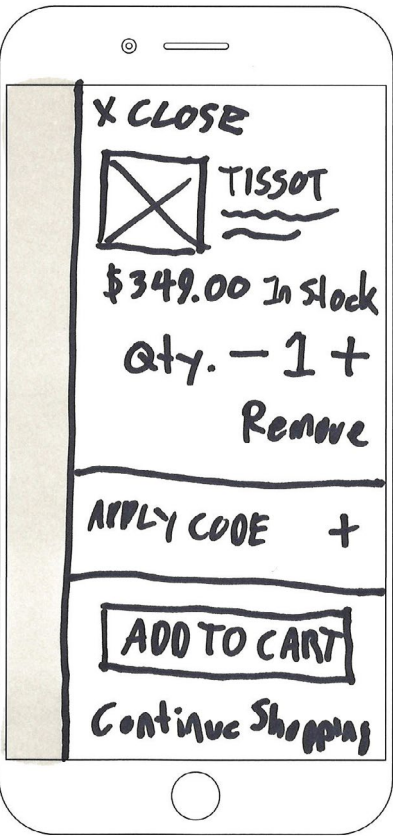 X CLOSE
TISSOT
$349.00 In Stock
Qty. - 1 +
Remove
APPLY CODE +
ADD TO CART
Continue Shopping